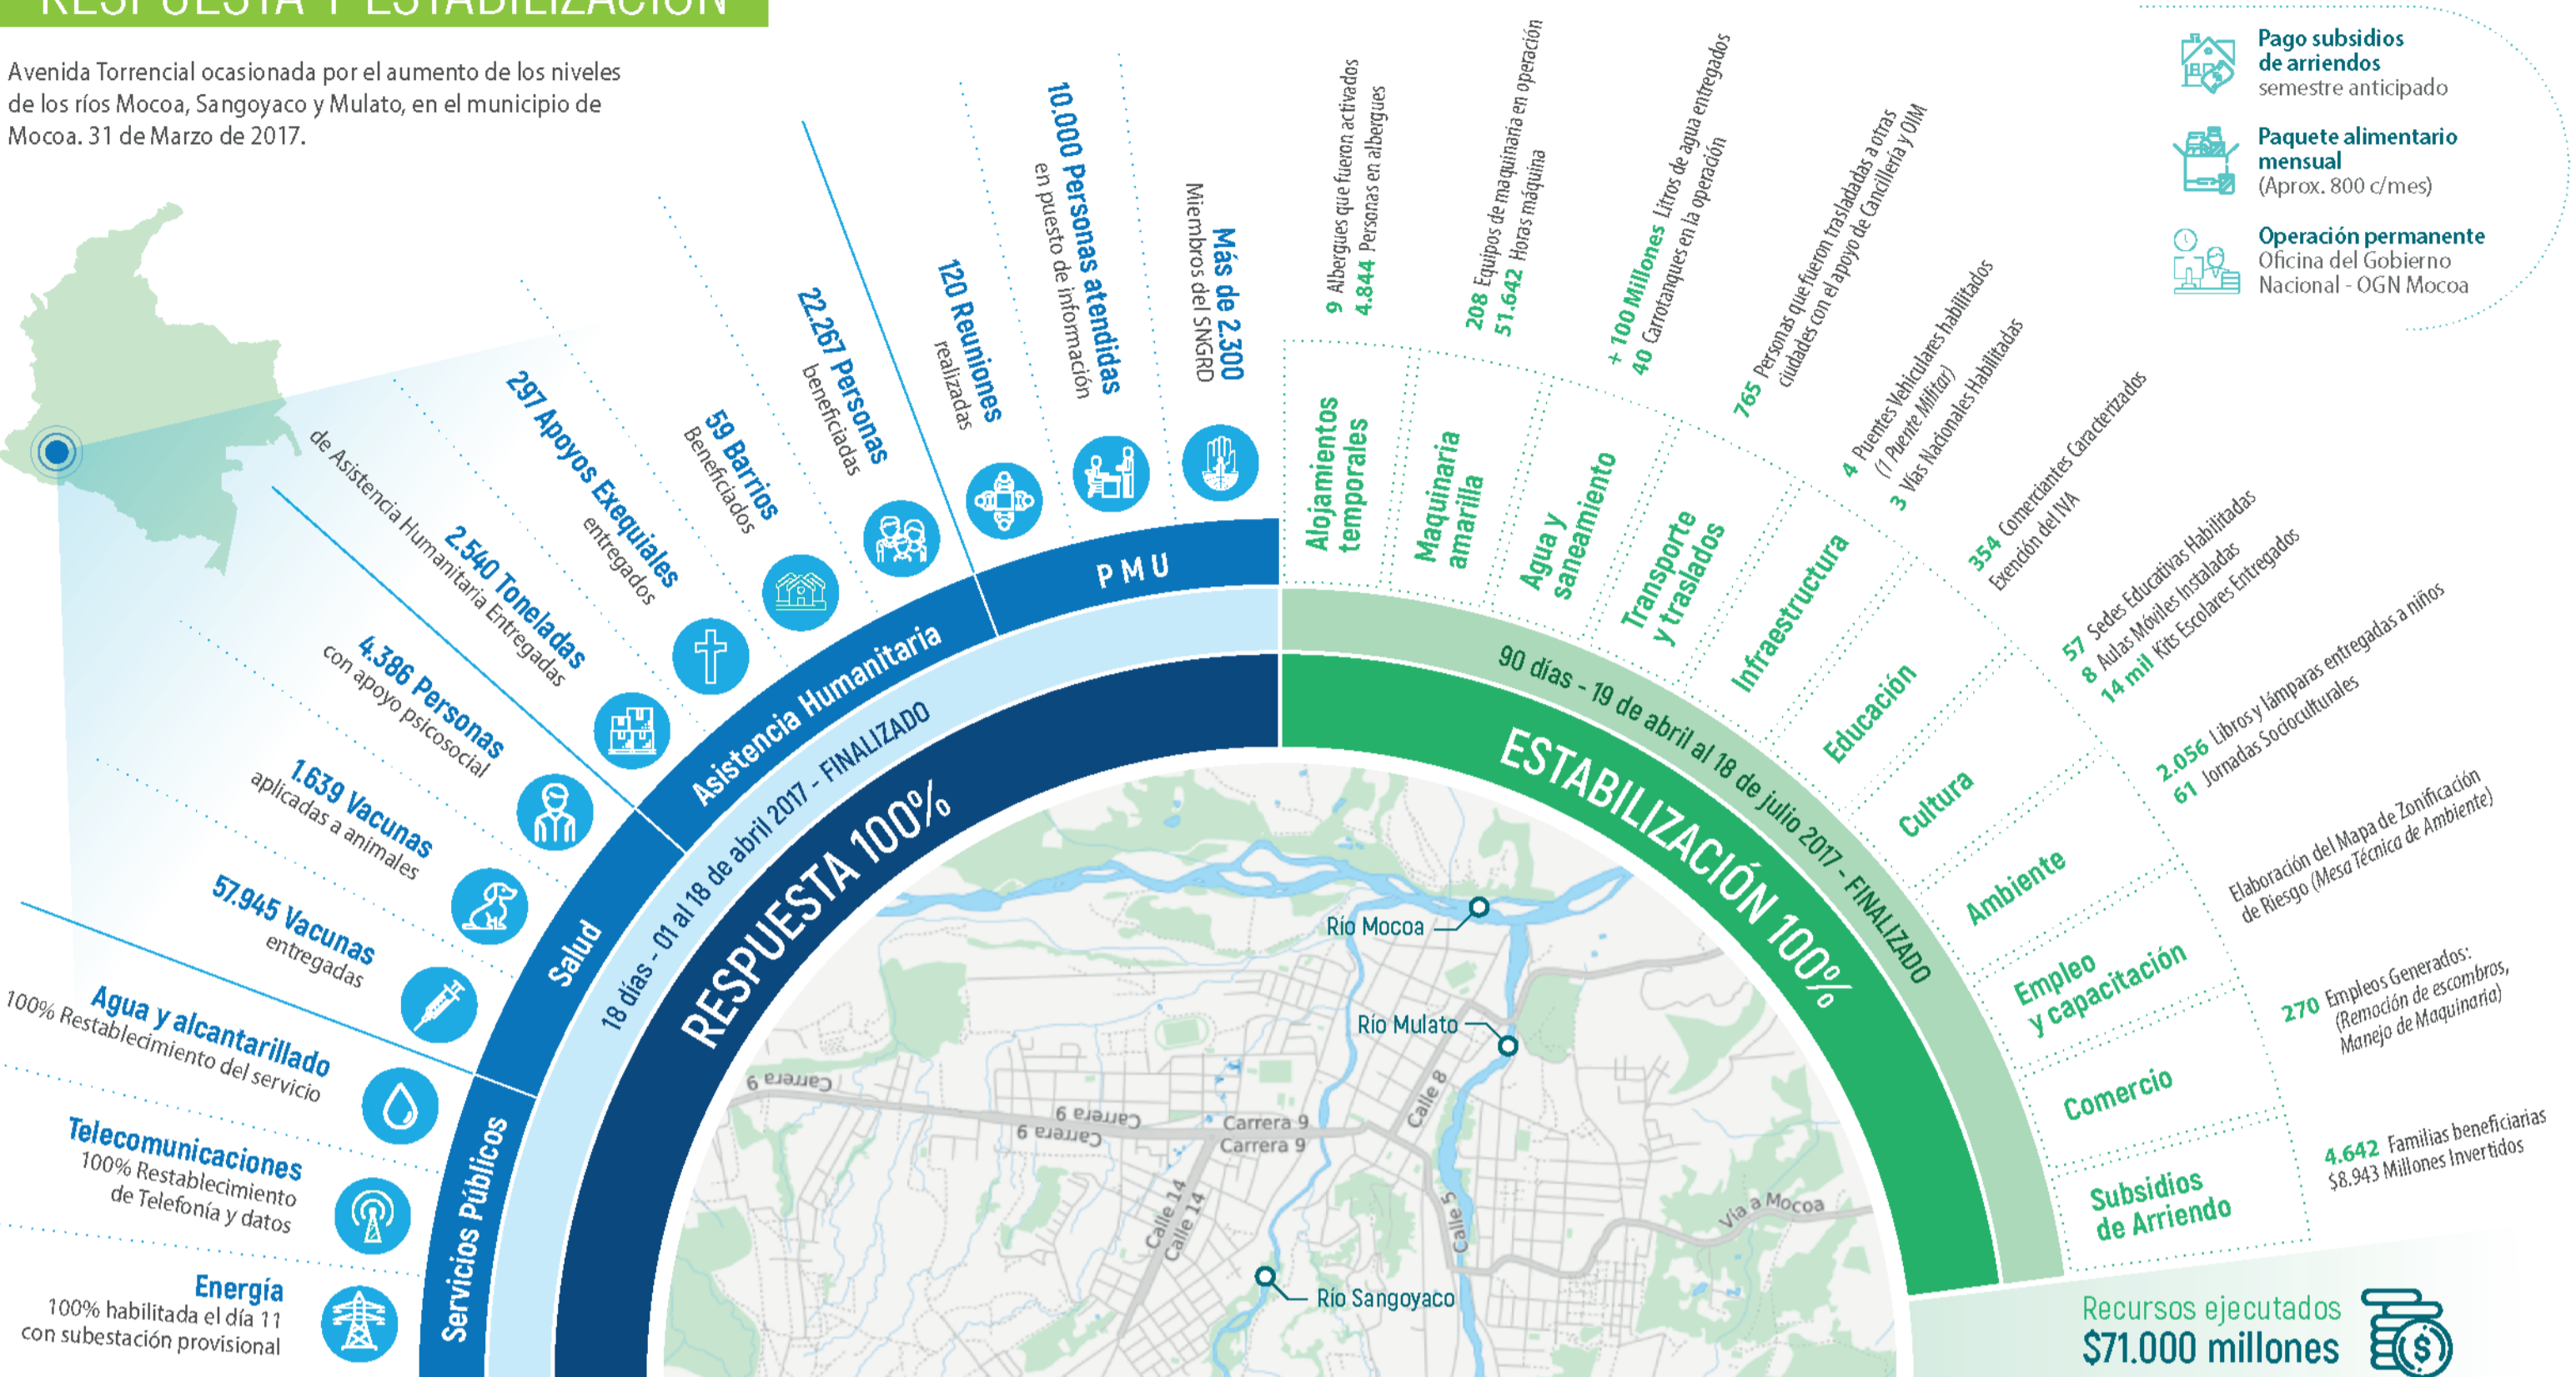 RESPUESTA Y ESTABILIZACIÓN
Avenida Torrencial ocasionada por el aumento de los niveles
de los ríos Mocoa, Sangoyaco y Mulato, en el municipio de
Mocoa. 31 de Marzo de 2017.
Energía
100% habilitada el día 11
con subestación provisional
Telecomunicaciones
100% Restablecimiento
de Telefonía y datos
Agua y alcantarillado
100% Restablecimiento del servicio
Servicios Públicos
57.945 Vacunas
entregadas
1.639 Vacunas
aplicadas a animales
4.386 Personas
con apoyo psicosocial
Salud
2.540 Toneladas
de Asistencia Humanitaria Entregadas
297 Apoyos Exequiales
entregados
59 Barrios
Beneficiados
22.267 Personas
beneficiadas
Asistencia Humanitaria
120 Reuniones
realizadas
10.000 Personas atendidas
en puesto de información
Más de 2.300
Miembros del SNGRD
PMU
18 días - 01 al 18 de abril 2017 - FINALIZADO
RESPUESTA 100%
9 Albergues que fueron activados
4.844 Personas en albergues
Alojamientos
temporales
208 Equipos de maquinaria en operación
51.642 Horas máquina
Maquinaria
amarilla
+ 100 Millones Litros de agua entregados
40 Carrotanques en la operación
Agua y
saneamiento
765 Personas que fueron trasladadas a otras
ciudades con el apoyo de Cancillería y OIM
Transporte
y traslados
4 Puentes Vehiculares habilitados
(1 Puente Militar)
3 Vías Nacionales Habilitadas
Infraestructura
354 Comerciantes Caracterizados
Exención del IVA
Educación
57 Sedes Educativas Habilitadas
8 Aulas Móviles Instaladas
14 mil Kits Escolares Entregados
Cultura
2.056 Libros y lámparas entregadas a niños
61 Jornadas Socioculturales
Ambiente
Elaboración del Mapa de Zonificación
de Riesgo (Mesa Técnica de Ambiente)
Empleo
y capacitación
270 Empleos Generados:
(Remoción de escombros,
Manejo de Maquinaria)
Comercio
4.642 Familias beneficiarias
$8.943 Millones Invertidos
Subsidios
de Arriendo
90 días - 19 de abril al 18 de julio 2017 - FINALIZADO
ESTABILIZACIÓN 100%
Pago subsidios
de arriendos
semestre anticipado
Paquete alimentario
mensual
(Aprox. 800 c/mes)
Operación permanente
Oficina del Gobierno
Nacional - OGN Mocoa
Río Mocoa
Río Mulato
Río Sangoyaco
Carrera 9
Carrera 9
Carrera 9
Carrera 9
Carrera 9
Calle 8
Calle 14
Calle 14
Calle 5
Vía a Mocoa
Recursos ejecutados
$71.000 millones